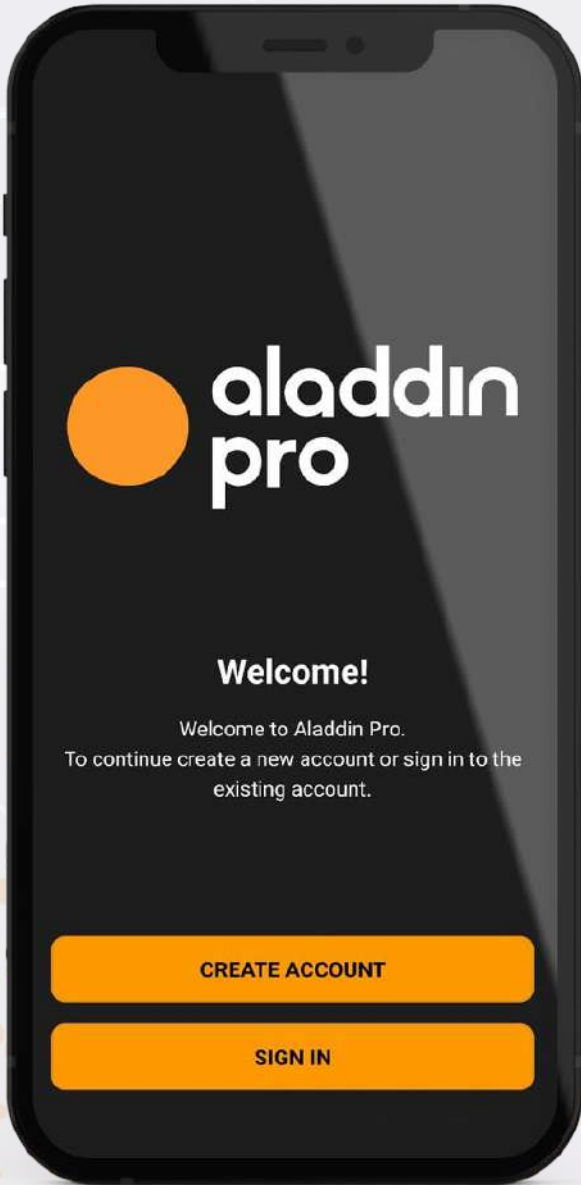 aladdin
pro
Welcome!
Welcome to Aladdin Pro.
To continue create a new account or sign in to the
existing account.
CREATE ACCOUNT
SIGN IN